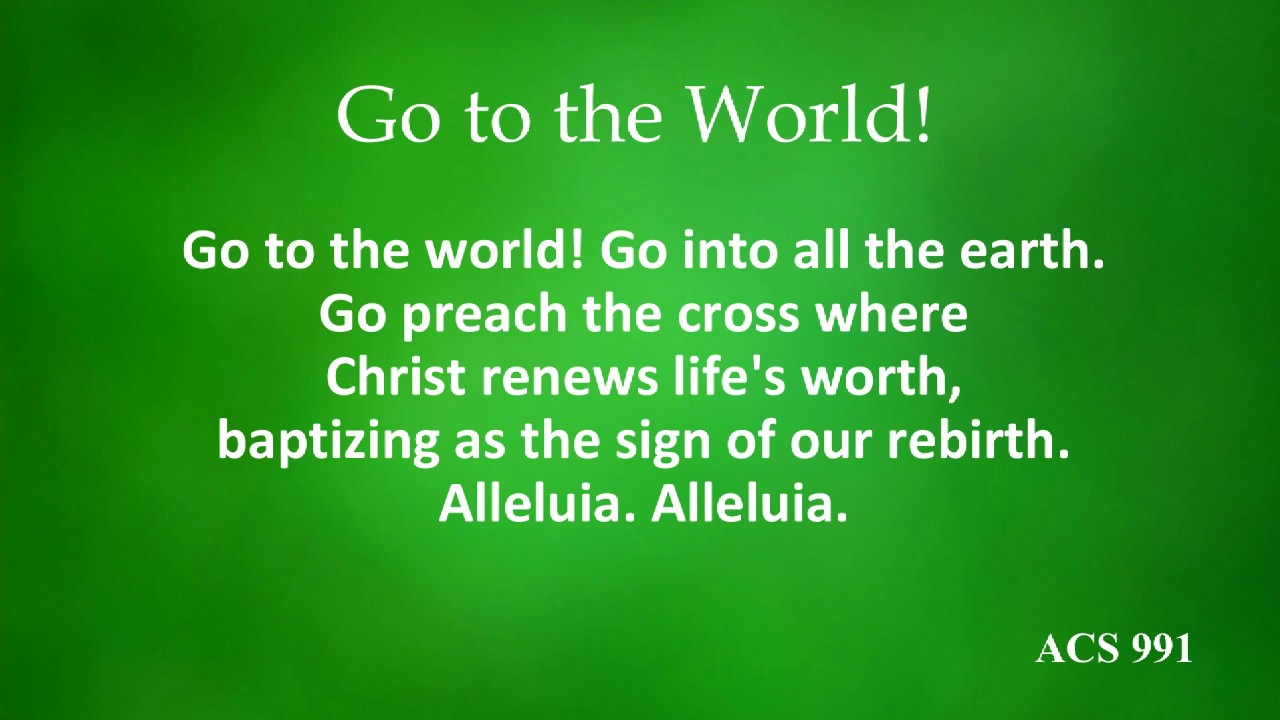 Go to the World!
Go to the world! Go into all the earth.
Go preach the cross where
Christ renews life's worth,
baptizing as the sign of our rebirth.
Alleluia. Alleluia.
ACS 991